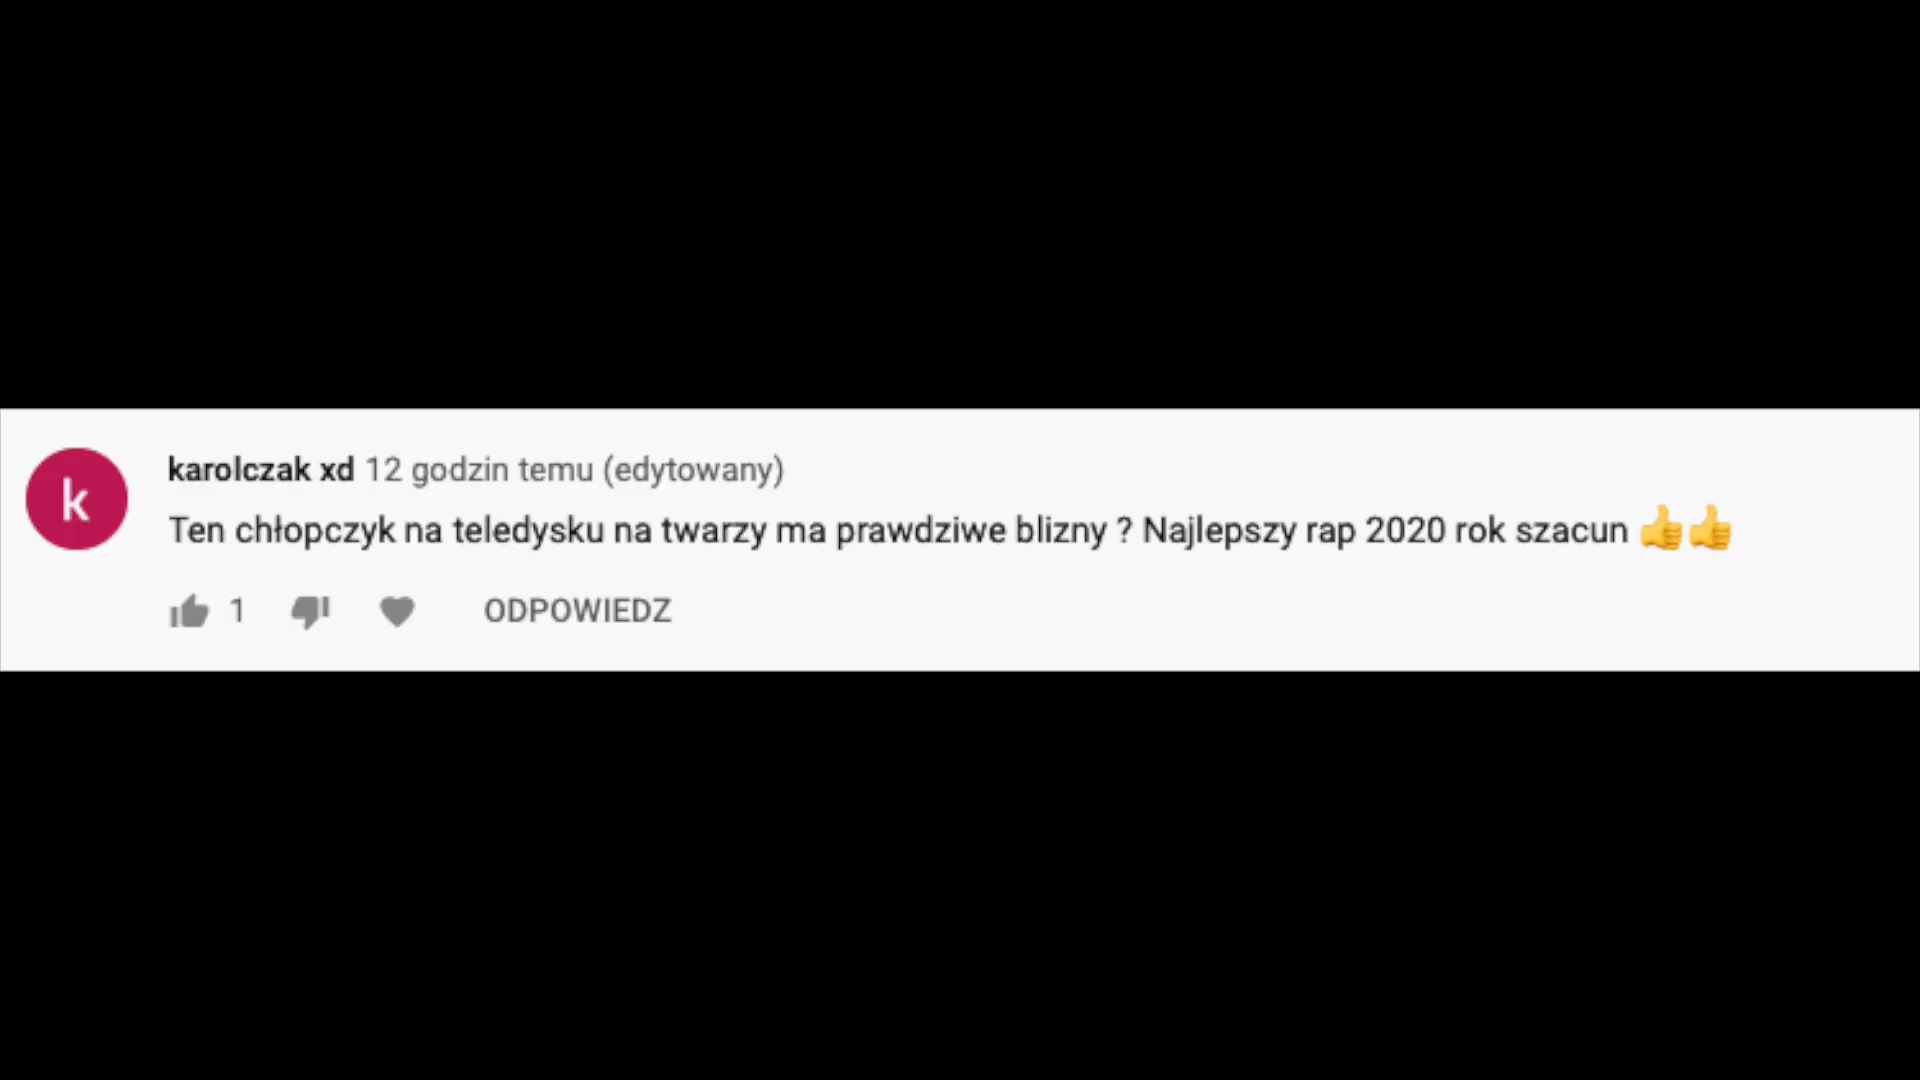 k
karolczak xd 12 godzin temu (edytowany)
Ten chłopczyk na teledysku na twarzy ma prawdziwe blizny ? Najlepszy rap 2020 rok szacun 👍👍
1 ODPOWIEDZ